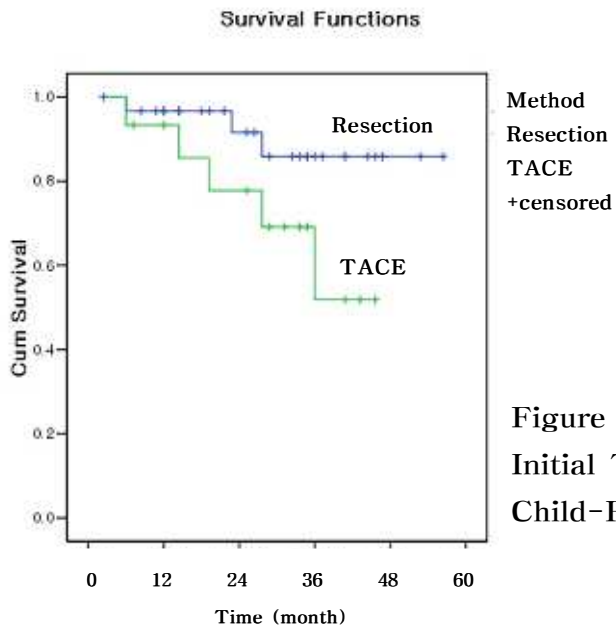 Survival Functions
1.0
0.8
0.6
0.4
0.2
0.0
Cum Survival
Resection
TACE
0 12 24 36 48 60
Time (month)
Method
Resection
TACE
+censored
Figure
Initial
Child-